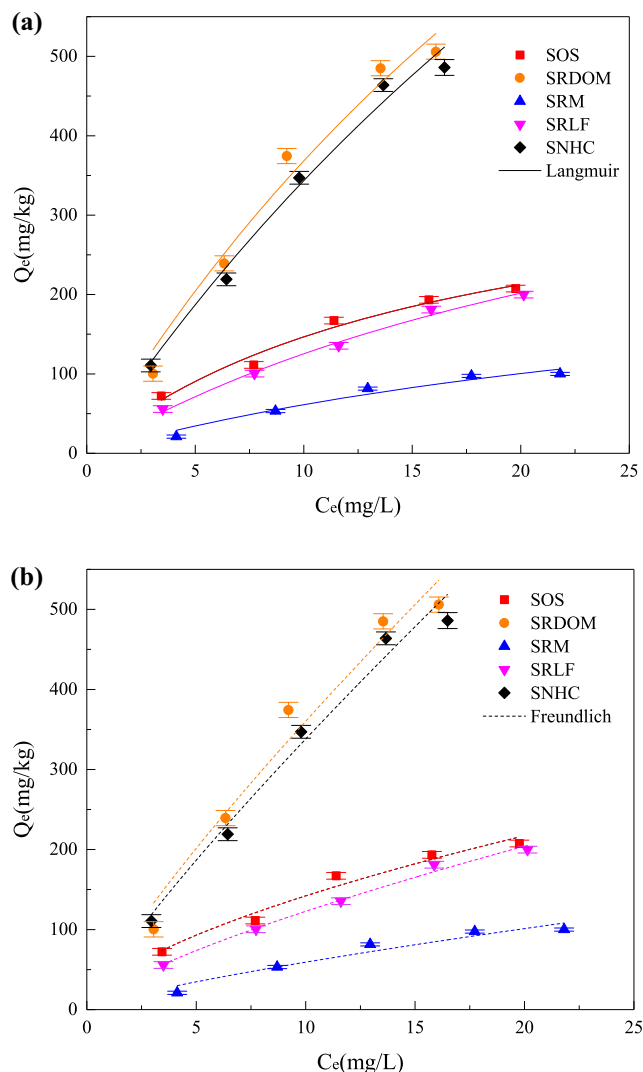 (a)
500
400
300
200
100
0
Qe(mg/kg)
SOS
SRDOM
SRM
SRLF
SNHC
Langmuir
0 5 10 15 20 25
Ce(mg/L)
(b)
500
400
300
200
100
0
Qe(mg/kg)
SOS
SRDOM
SRM
SRLF
SNHC
Freundlich
0 5 10 15 20 25
Ce(mg/L)